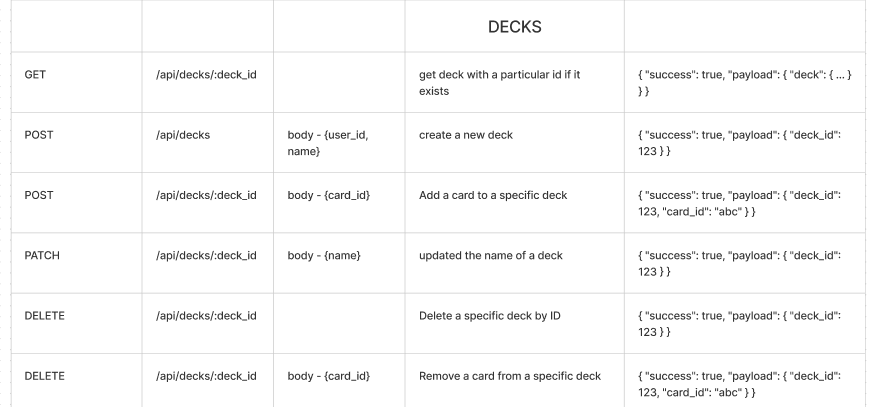 DECKS
GET /api/decks/:deck_id get deck with a particular id if it { "success": true, "payload": { "deck": { ... }
exists } }
POST /api/decks body - {user_id, create a new deck { "success": true, "payload": { "deck_id":
name} 123 } }
POST /api/decks/:deck_id body - {card_id} Add a card to a specific deck { "success": true, "payload": { "deck_id":
123, "card_id": "abc" } }
PATCH /api/decks/:deck_id body - {name} updated the name of a deck { "success": true, "payload": { "deck_id":
123 } }
DELETE /api/decks/:deck_id Delete a specific deck by ID { "success": true, "payload": { "deck_id":
123 } }
DELETE /api/decks/:deck_id body - {card_id} Remove a card from a specific deck { "success": true, "payload": { "deck_id":
123, "card_id": "abc" } }